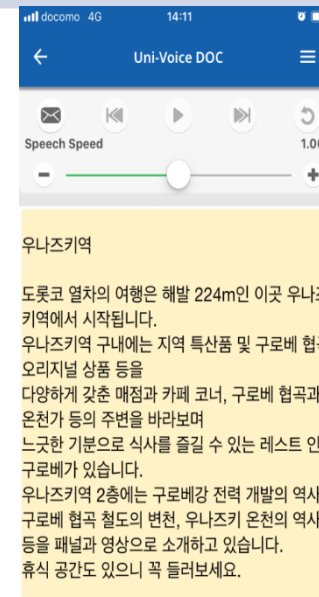 docomo 4G 14:11
Uni-Voice DOC
Speech Speed
1.0
우나즈키역
도롯코 열차의 여행은 해발 224m인 이곳 우나즈
키역에서 시작됩니다.
우나즈키역 구내에는 지역 특산품 및 구로베 협곡
오리지널 상품 등을
다양하게 갖춘 매점과 카페 코너, 구로베 협곡과
온천가 등의 주변을 바라보며
느긋한 기분으로 식사를 즐길 수 있는 레스트 인
구로베가 있습니다.
우나즈키역 2층에는 구로베강 전력 개발의 역사
구로베 협곡 철도의 변천, 우나즈키 온천의 역사
등을 패널과 영상으로 소개하고 있습니다.
휴식 공간도 있으니 꼭 들러보세요.